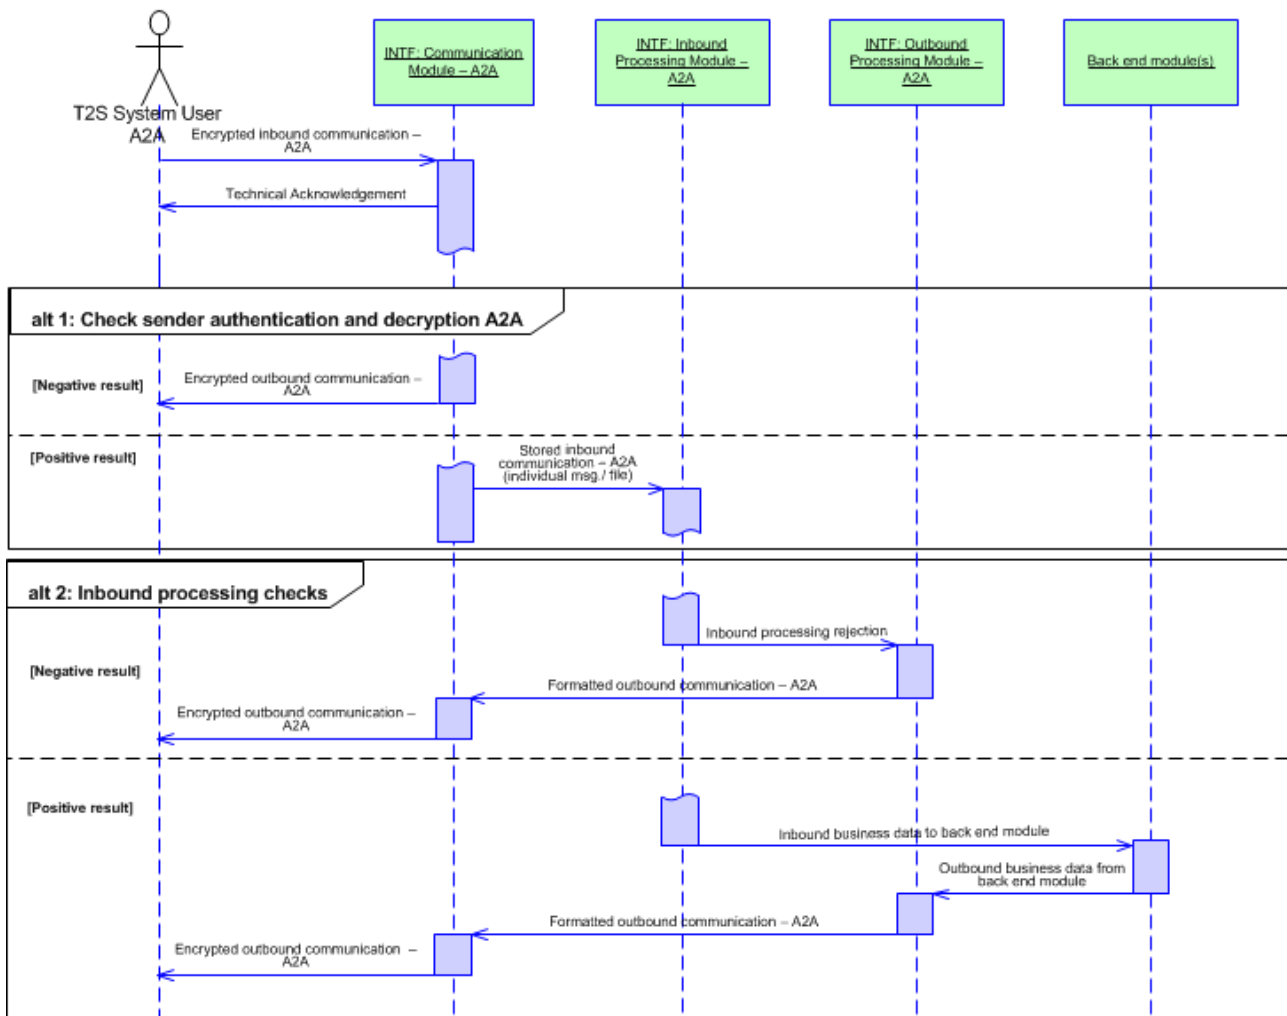 INTF: Communication
Module – A2A
INTF: Inbound
Processing Module –
A2A
INTF: Outbound
Processing Module –
A2A
Back end module(s)
T2S System User
A2A
Encrypted inbound communication –
A2A
Technical Acknowledgement
alt 1: Check sender authentication and decryption A2A
[Negative result]
Encrypted outbound communication –
A2A
[Positive result]
Stored inbound
communication – A2A
(individual msg./ file)
alt 2: Inbound processing checks
Inbound processing rejection
[Negative result]
Formatted outbound communication – A2A
Encrypted outbound communication –
A2A
[Positive result]
Inbound business data to back end module
Outbound business data from
back end module
Formatted outbound communication – A2A
Encrypted outbound communication –
A2A